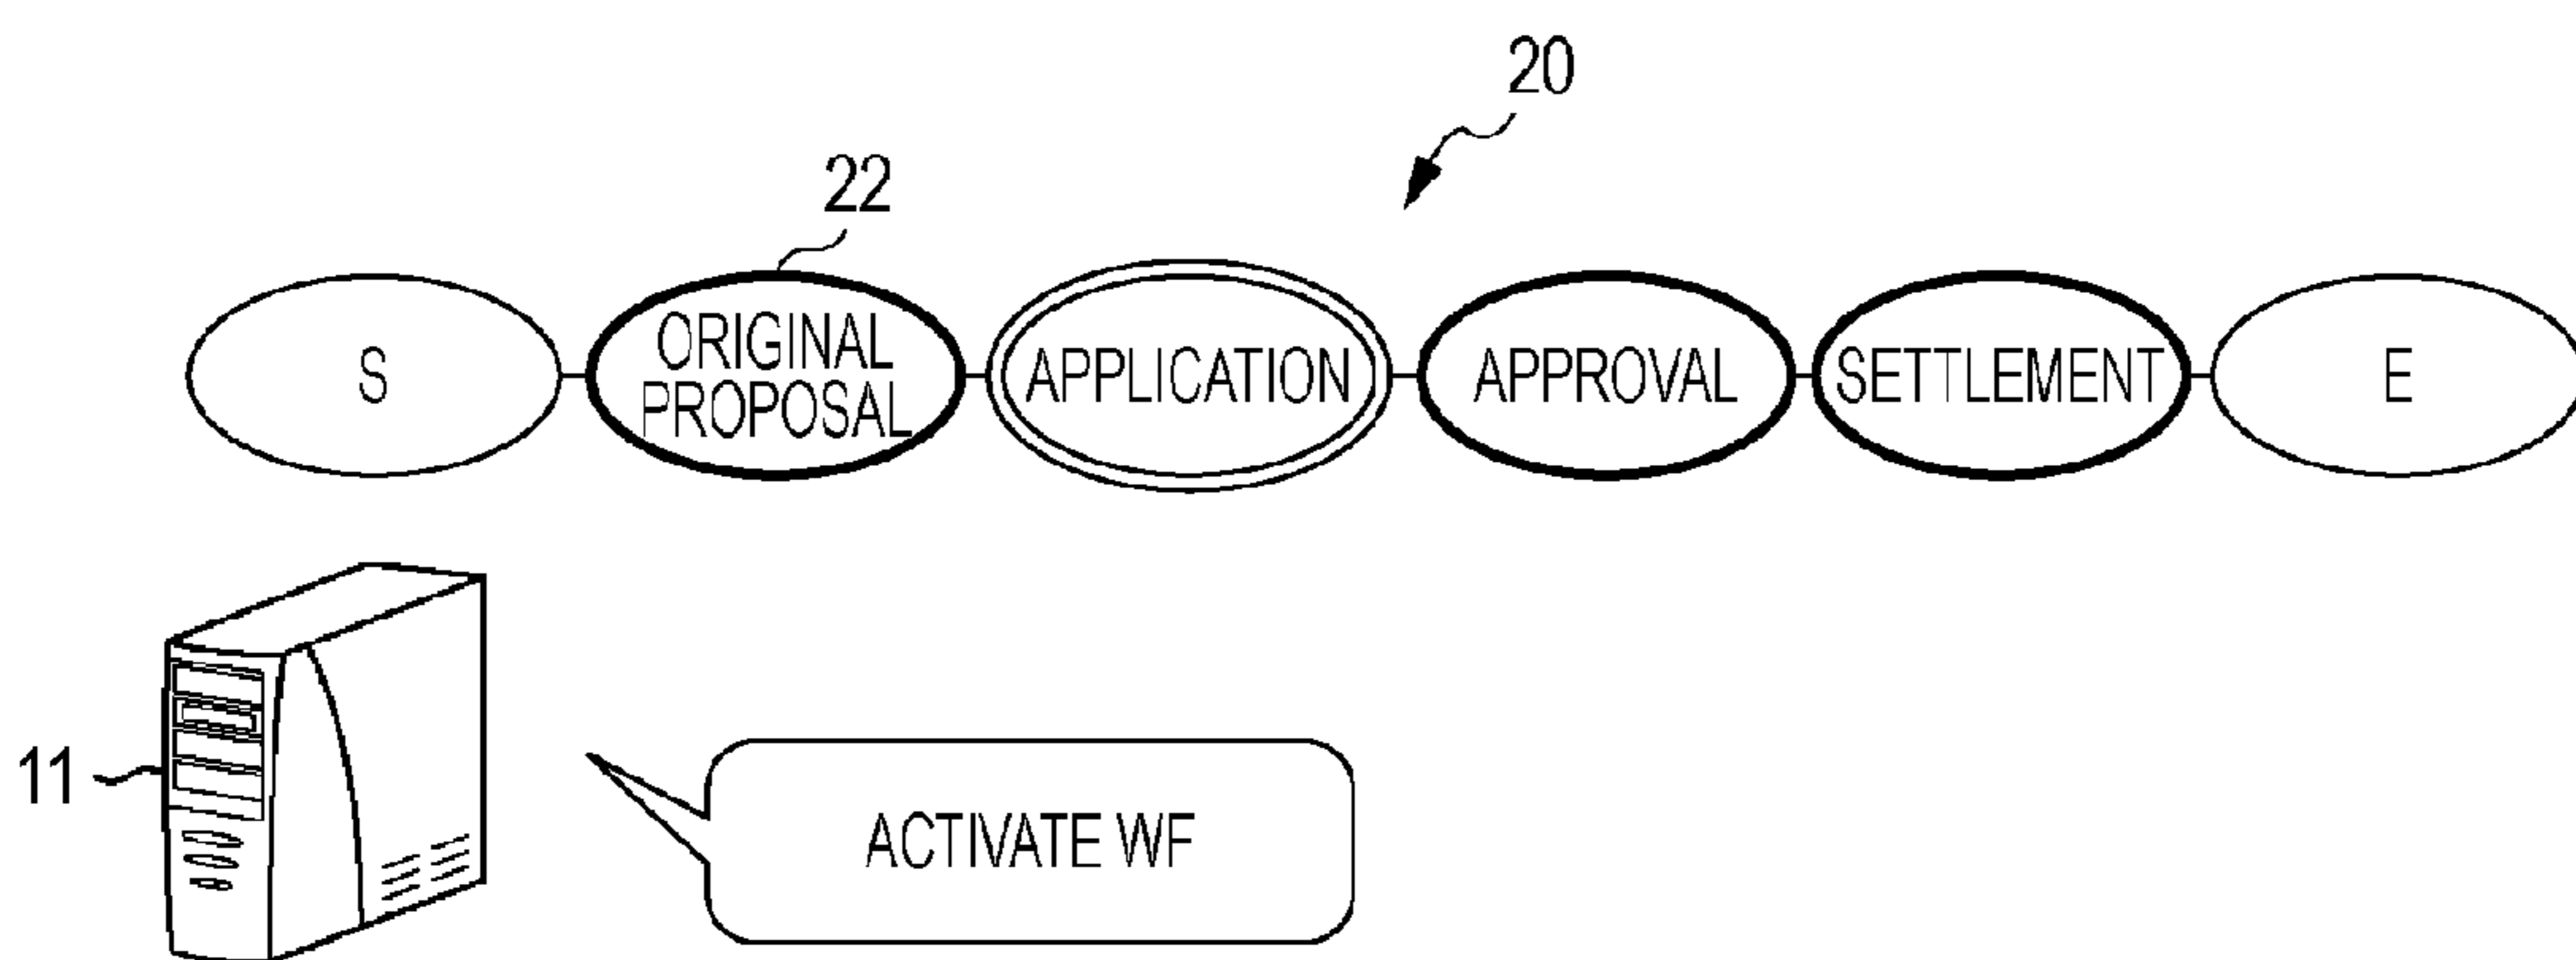 20
22
S
ORIGINAL
PROPOSAL
APPLICATION
APPROVAL
SETTLEMENT
E
11
ACTIVATE WF